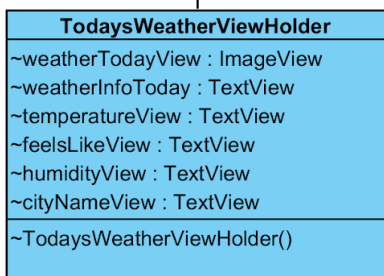 TodaysWeatherViewHolder
~weatherTodayView : ImageView
~weatherInfoToday : TextView
~temperatureView : TextView
~feelsLikeView : TextView
~humidityView : TextView
~cityNameView : TextView
~TodaysWeatherViewHolder()